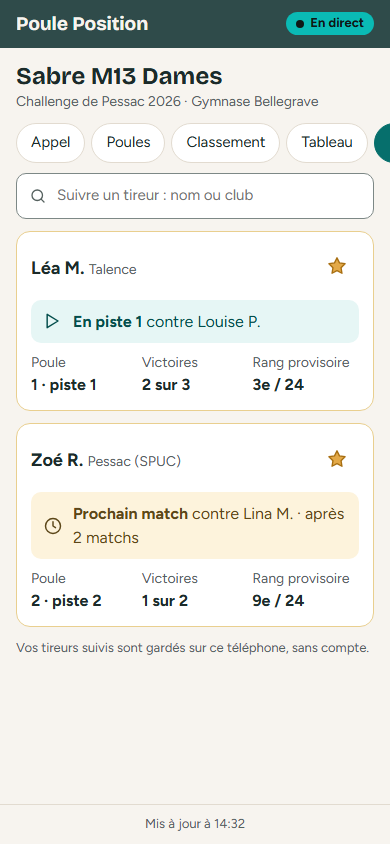 Poule Position
En direct
Sabre M13 Dames
Challenge de Pessac 2026 · Gymnase Bellegrave
Appel
Poules
Classement
Tableau
Suivre un tireur : nom ou club
Léa M. Talence
En piste 1 contre Louise P.
Poule Victoires Rang provisoire
1 · piste 1 2 sur 3 3e / 24
Zoé R. Pessac (SPUC)
Prochain match contre Lina M. · après
2 matchs
Poule Victoires Rang provisoire
2 · piste 2 1 sur 2 9e / 24
Vos tireurs suivis sont gardés sur ce téléphone, sans compte.
Mis à jour à 14:32